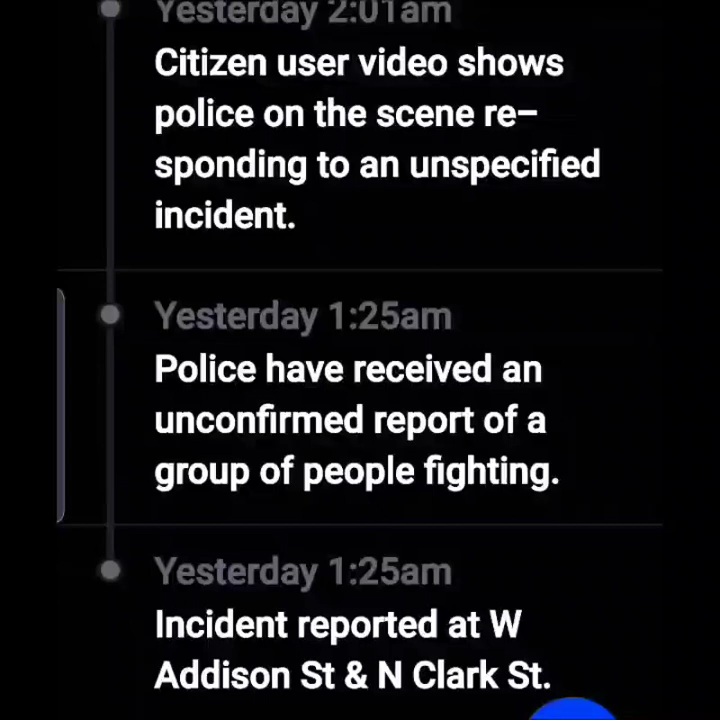 Yesterday 2:01am
Citizen user video shows
police on the scene re–
sponding to an unspecified
incident.
Yesterday 1:25am
Police have received an
unconfirmed report of a
group of people fighting.
Yesterday 1:25am
Incident reported at W
Addison St & N Clark St.